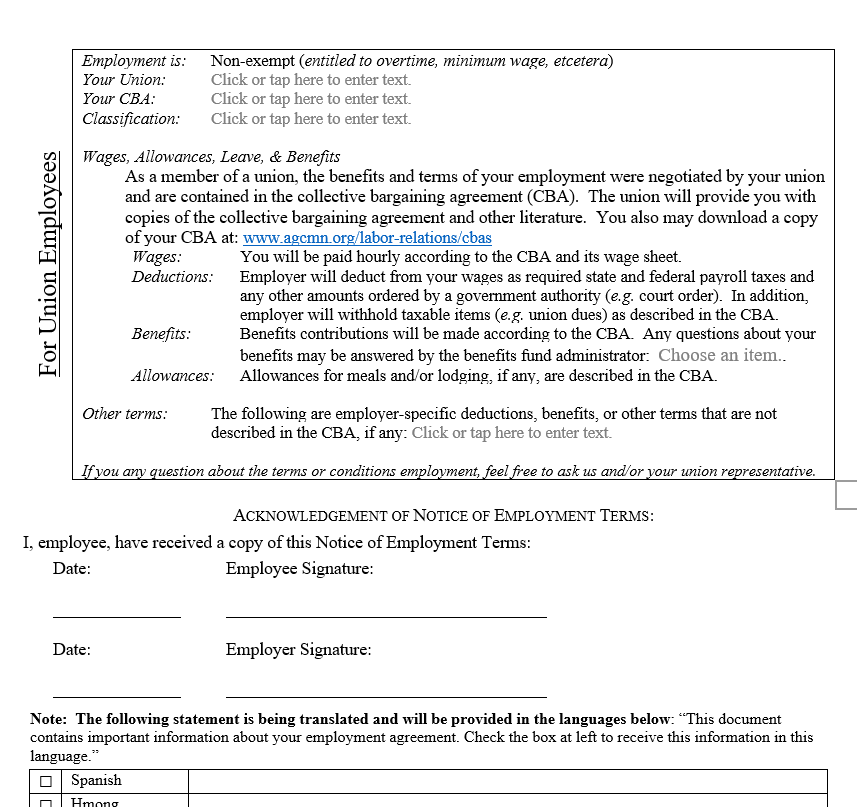 Employment is: Non-exempt (entitled to overtime, minimum wage, etcetera)
Your Union: Click or tap here to enter text.
Your CBA: Click or tap here to enter text.
Classification: Click or tap here to enter text.
For Union Employees
Wages, Allowances, Leave, & Benefits
As a member of a union, the benefits and terms of your employment were negotiated by your union
and are contained in the collective bargaining agreement (CBA). The union will provide you with
copies of the collective bargaining agreement and other literature. You also may download a copy
of your CBA at: www.agcmn.org/labor-relations/cbas
Wages: You will be paid hourly according to the CBA and its wage sheet.
Deductions: Employer will deduct from your wages as required state and federal payroll taxes and
any other amounts ordered by a government authority (e.g. court order). In addition,
employer will withhold taxable items (e.g. union dues) as described in the CBA.
Benefits: Benefits contributions will be made according to the CBA. Any questions about your
benefits may be answered by the benefits fund administrator: Choose an item..
Allowances: Allowances for meals and/or lodging, if any, are described in the CBA.
Other terms: The following are employer-specific deductions, benefits, or other terms that are not
described in the CBA, if any: Click or tap here to enter text.
If you any question about the terms or conditions employment, feel free to ask us and/or your union representative.
ACKNOWLEDGEMENT OF NOTICE OF EMPLOYMENT TERMS:
I, employee, have received a copy of this Notice of Employment Terms:
Date: Employee Signature:
Date: Employer Signature:
Note: The following statement is being translated and will be provided in the languages below: “This document
contains important information about your employment agreement. Check the box at left to receive this information in this
language.”
☐ Spanish
☐ Hmong